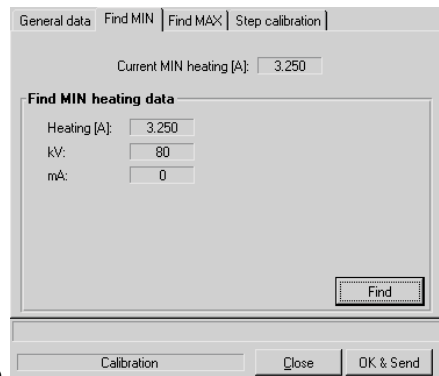 General data Find MIN Find MAX Step calibration
Current MIN heating [A]: 3.250
Find MIN heating data
Heating [A]: 3.250
kV: 80
mA: 0
Find
Calibration Close OK & Send